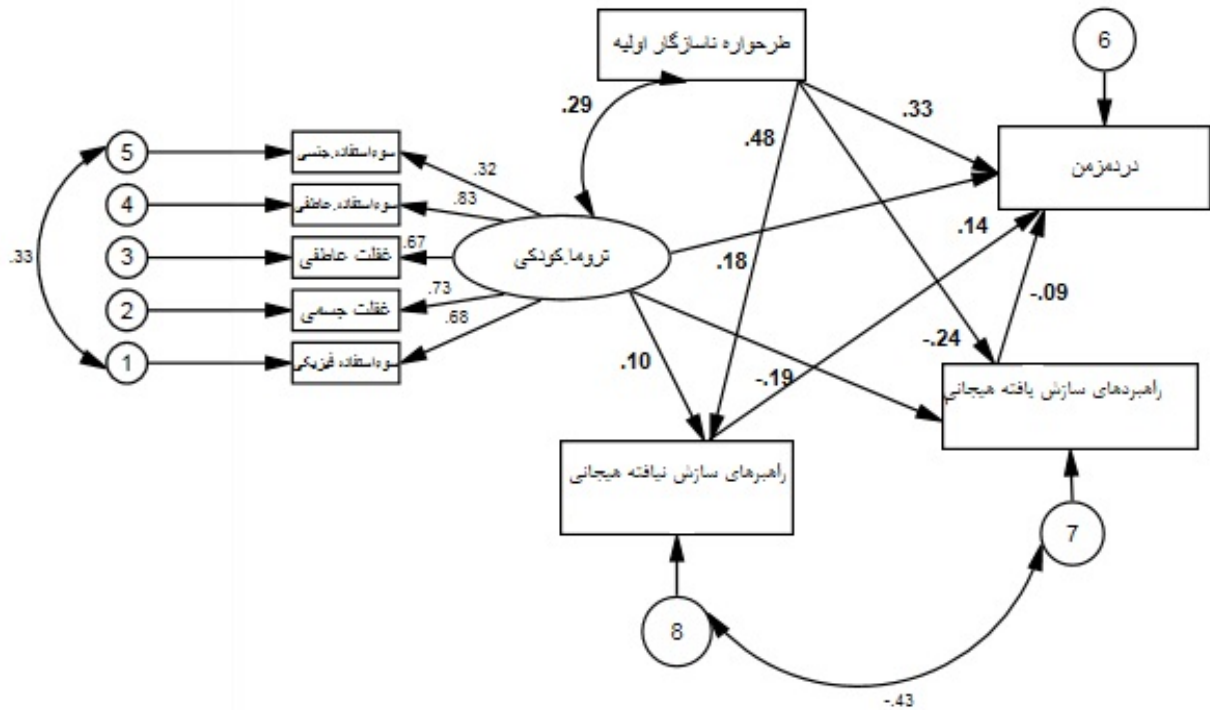 طرحواره ناسازگار اولیه
6
.29
.33
.48
5
سوءاستفاده.جنسی
دردمزمن
.32
4
سوءاستفاده.عاطفی
.83
.33
3
غفلت عاطفی
.67
تروما.کودکی
.14
.18
2
غفلت جسمی
.73
-.09
.68
-.24
1
سوءاستفاده فیزیکی
.10
-.19
راهبردهای سازش یافته هیجانی
راهبرهای سازش نیافته هیجانی
7
8
-.43